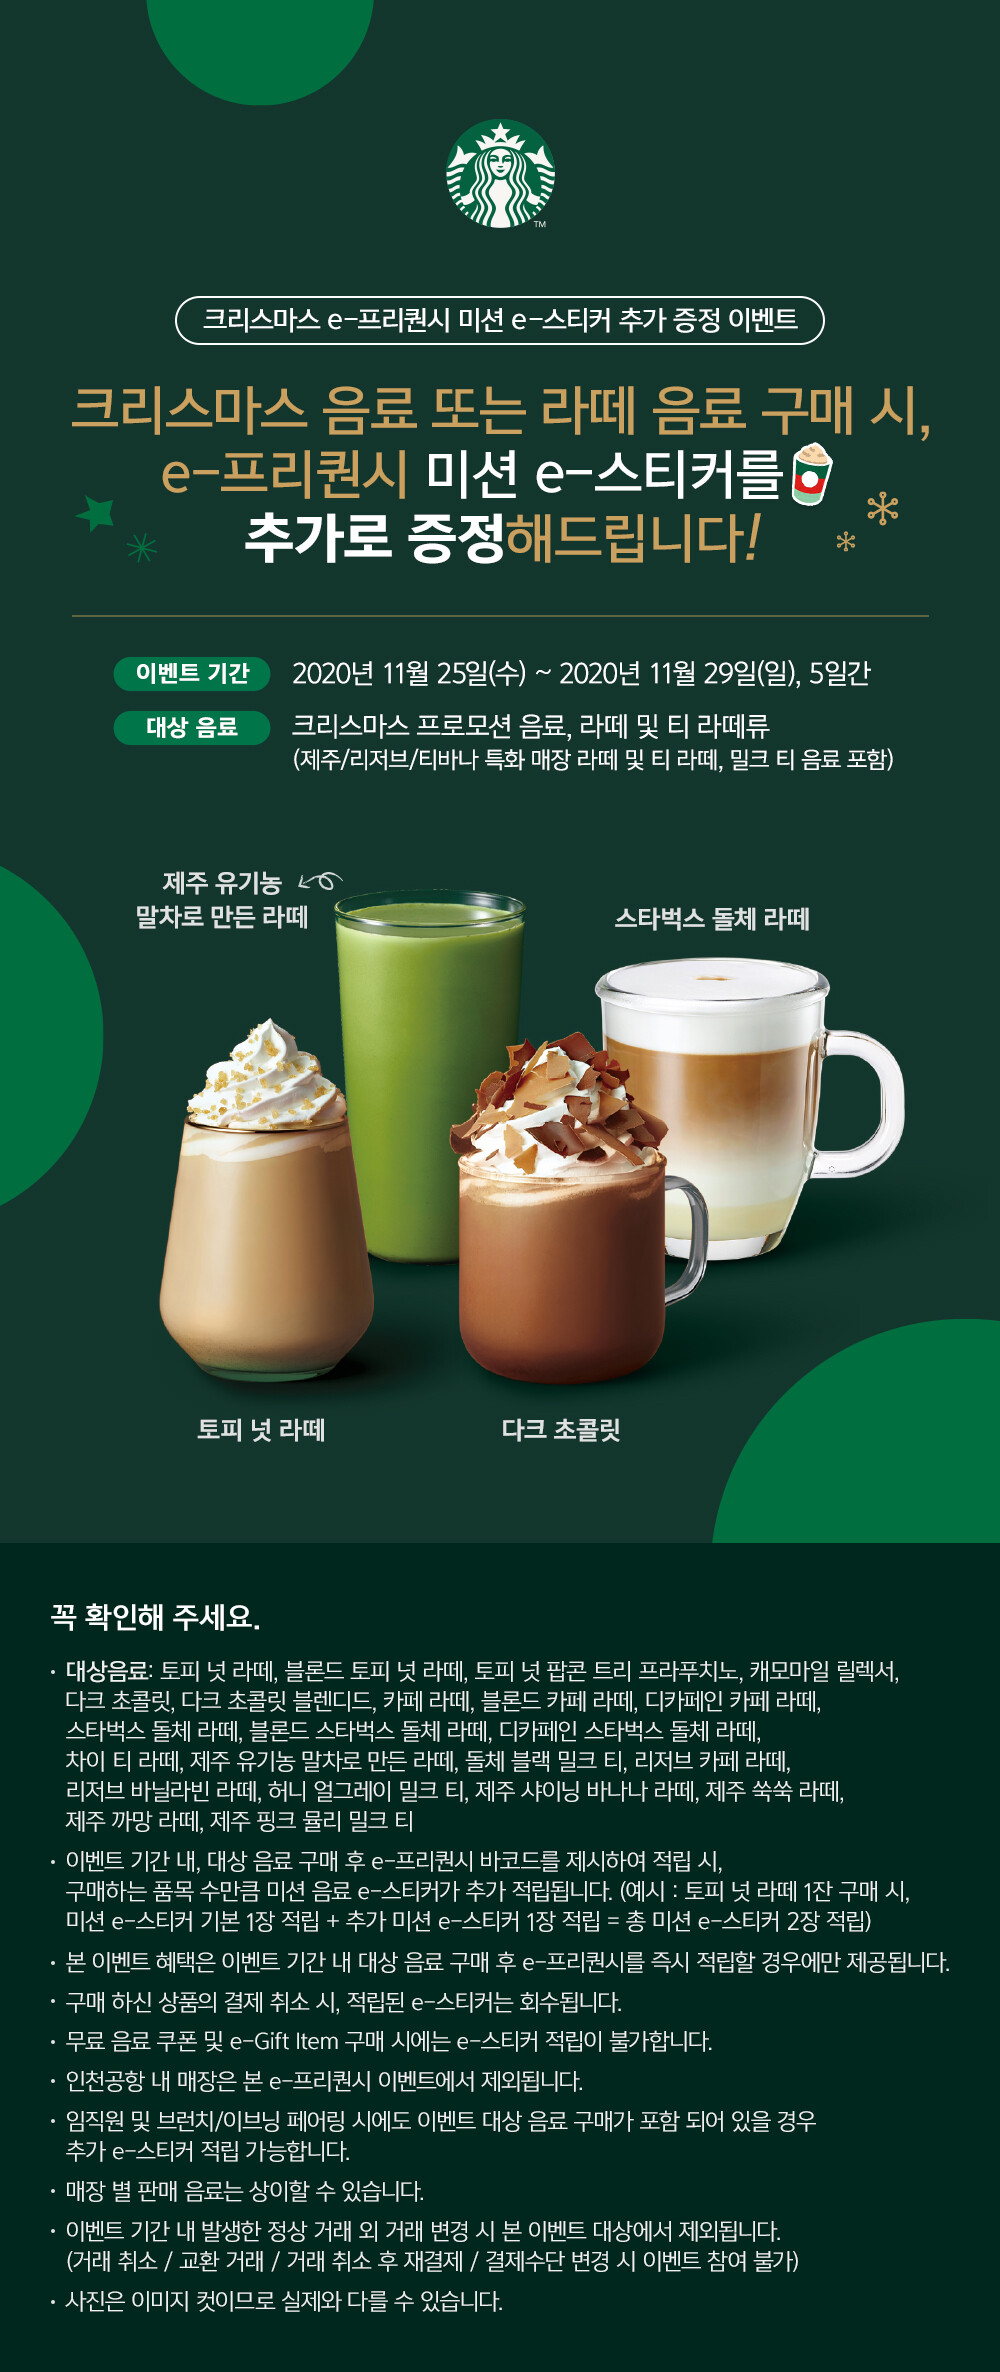 TM
크리스마스 e-프리퀀시 미션 e-스티커 추가 증정 이벤트
크리스마스 음료 또는 라떼 음료 구매 시,
e-프리퀀시 미션 e-스티커를
추가로 증정해드립니다!
이벤트 기간 2020년 11월 25일(수) ~ 2020년 11월 29일(일), 5일간
대상 음료 크리스마스 프로모션 음료, 라떼 및 티 라떼류
(제주/리저브/티바나 특화 매장 라떼 및 티 라떼, 밀크 티 음료 포함)
제주 유기농
말차로 만든 라떼
스타벅스 돌체 라떼
토피 넛 라떼
다크 초콜릿
꼭 확인해 주세요.
· 대상음료: 토피 넛 라떼, 블론드 토피 넛 라떼, 토피 넛 팝콘 트리 프라푸치노, 캐모마일 릴렉서,
다크 초콜릿, 다크 초콜릿 블렌디드, 카페 라떼, 블론드 카페 라떼, 디카페인 카페 라떼,
스타벅스 돌체 라떼, 블론드 스타벅스 돌체 라떼, 디카페인 스타벅스 돌체 라떼,
차이 티 라떼, 제주 유기농 말차로 만든 라떼, 돌체 블랙 밀크 티, 리저브 카페 라떼,
리저브 바닐라빈 라떼, 허니 얼그레이 밀크 티, 제주 샤이닝 바나나 라떼, 제주 쑥쑥 라떼,
제주 까망 라떼, 제주 핑크 뮬리 밀크 티
· 이벤트 기간 내, 대상 음료 구매 후 e-프리퀀시 바코드를 제시하여 적립 시,
구매하는 품목 수만큼 미션 음료 e-스티커가 추가 적립됩니다. (예시 : 토피 넛 라떼 1잔 구매 시,
미션 e-스티커 기본 1장 적립 + 추가 미션 e-스티커 1장 적립 = 총 미션 e-스티커 2장 적립)
· 본 이벤트 혜택은 이벤트 기간 내 대상 음료 구매 후 e-프리퀀시를 즉시 적립할 경우에만 제공됩니다.
· 구매 하신 상품의 결제 취소 시, 적립된 e-스티커는 회수됩니다.
· 무료 음료 쿠폰 및 e-Gift Item 구매 시에는 e-스티커 적립이 불가합니다.
· 인천공항 내 매장은 본 e-프리퀀시 이벤트에서 제외됩니다.
· 임직원 및 브런치/이브닝 페어링 시에도 이벤트 대상 음료 구매가 포함 되어 있을 경우
추가 e-스티커 적립 가능합니다.
· 매장 별 판매 음료는 상이할 수 있습니다.
· 이벤트 기간 내 발생한 정상 거래 외 거래 변경 시 본 이벤트 대상에서 제외됩니다.
(거래 취소 / 교환 거래 / 거래 취소 후 재결제 / 결제수단 변경 시 이벤트 참여 불가)
· 사진은 이미지 컷이므로 실제와 다를 수 있습니다.